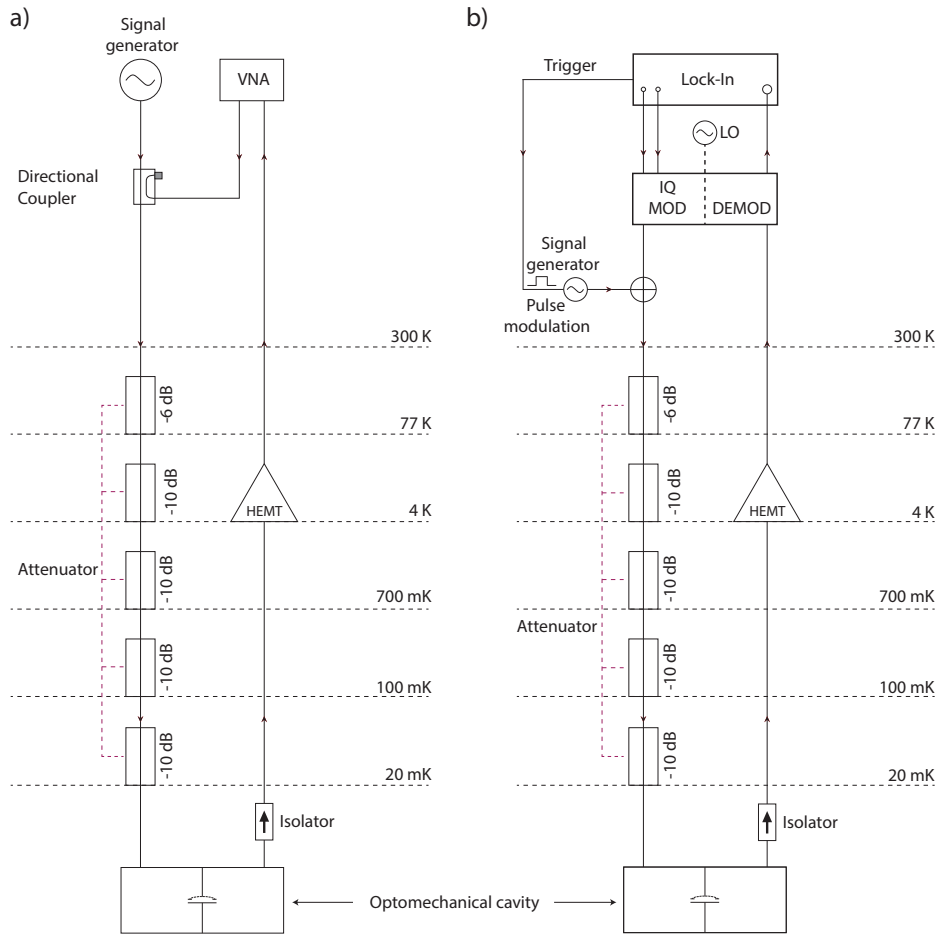 a)
Signal
generator
VNA
Directional
Coupler
300 K
-6 dB
77 K
-10 dB
HEMT
4 K
Attenuator
-10 dB
700 mK
-10 dB
100 mK
-10 dB
20 mK
Isolator
b)
Trigger
Lock-In
LO
IQ
MOD
DEMOD
Signal
generator
Pulse
modulation
300 K
-6 dB
77 K
-10 dB
HEMT
4 K
-10 dB
700 mK
Attenuator
-10 dB
100 mK
-10 dB
20 mK
Isolator
Optomechanical cavity